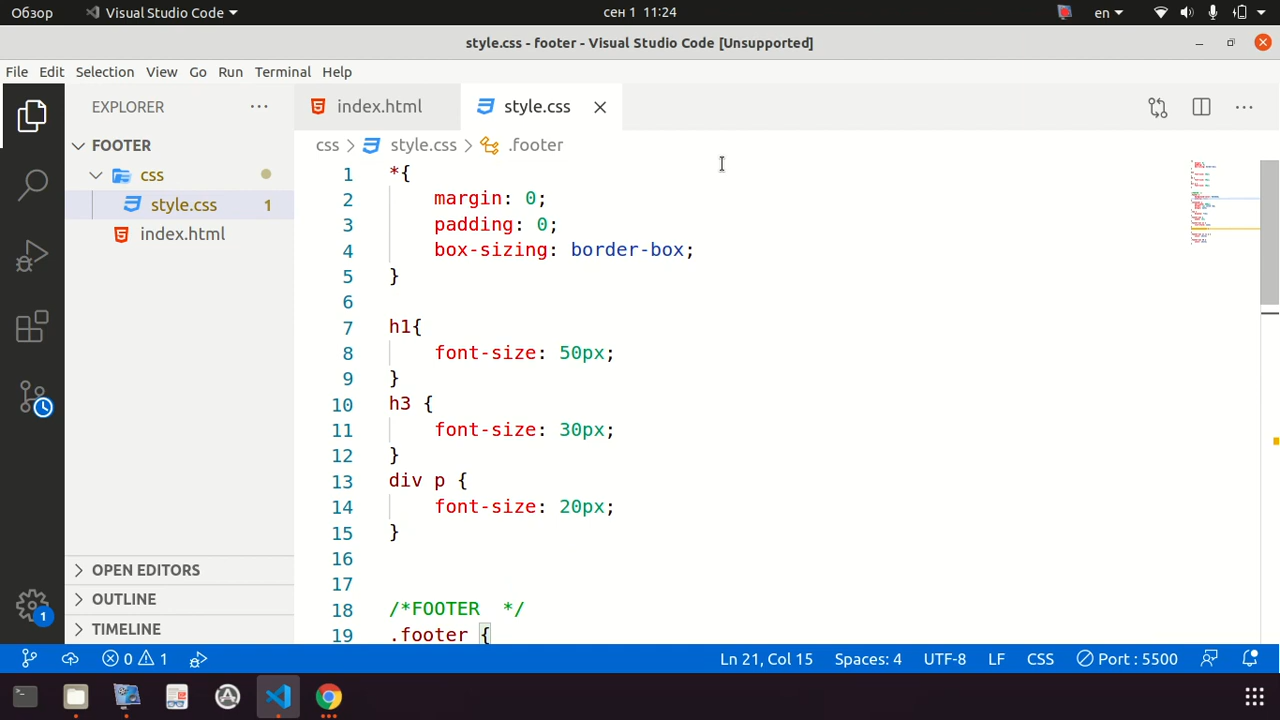 Обзор Visual Studio Code сен 1 11:24 en
style.css - footer - Visual Studio Code [Unsupported]
File Edit Selection View Go Run Terminal Help
EXPLORER index.html style.css
FOOTER css style.css .footer
css
style.css 1
index.html
1 *{
2 margin: 0;
3 padding: 0;
4 box-sizing: border-box;
5 }
6
7 h1{
8 font-size: 50px;
9 }
10 h3 {
11 font-size: 30px;
12 }
13 div p {
14 font-size: 20px;
15 }
16
17
18 /*FOOTER  */
19 .footer {
OPEN EDITORS
OUTLINE
TIMELINE
1
0 1 Ln 21, Col 15 Spaces: 4 UTF-8 LF CSS Port : 5500